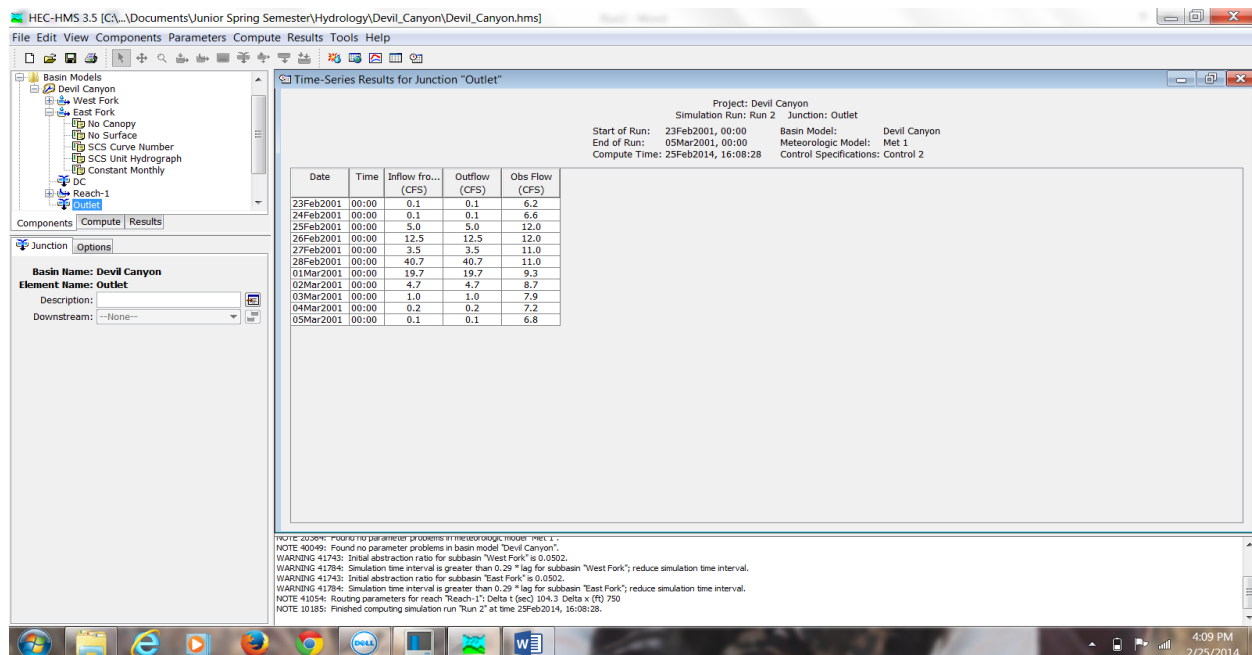 HEC-HMS 3.5 [C:\...\Documents\Junior Spring Semester\Hydrology\Devil_Canyon\Devil_Canyon.hms]
File Edit View Components Parameters Compute Results Tools Help
Basin Models
Devil Canyon
West Fork
East Fork
No Canopy
No Surface
SCS Curve Number
SCS Unit Hydrograph
Constant Monthly
DC
Reach-1
Outlet
Components Compute Results
Junction Options
Basin Name: Devil Canyon
Element Name: Outlet
Description:
Downstream: --None--
Time-Series Results for Junction "Outlet"
Project: Devil Canyon
Simulation Run: Run 2 Junction: Outlet
Start of Run: 23Feb2001, 00:00 Basin Model: Devil Canyon
End of Run: 05Mar2001, 00:00 Meteorologic Model: Met 1
Compute Time: 25Feb2014, 16:08:28 Control Specifications: Control 2
Date Time Inflow fro... Outflow Obs Flow
(CFS) (CFS) (CFS)
23Feb2001 00:00 0.1 0.1 6.2
24Feb2001 00:00 0.1 0.1 6.6
25Feb2001 00:00 5.0 5.0 12.0
26Feb2001 00:00 12.5 12.5 12.0
27Feb2001 00:00 3.5 3.5 11.0
28Feb2001 00:00 40.7 40.7 11.0
01Mar2001 00:00 19.7 19.7 9.3
02Mar2001 00:00 4.7 4.7 8.7
03Mar2001 00:00 1.0 1.0 7.9
04Mar2001 00:00 0.2 0.2 7.2
05Mar2001 00:00 0.1 0.1 6.8
NOTE 20364: Found no parameter problems in meteorologic model "Met 1".
NOTE 40049: Found no parameter problems in basin model "Devil Canyon".
WARNING 41743: Initial abstraction ratio for subbasin "West Fork" is 0.0502.
WARNING 41784: Simulation time interval is greater than 0.29 * lag for subbasin "West Fork"; reduce simulation time interval.
WARNING 41743: Initial abstraction ratio for subbasin "East Fork" is 0.0502.
WARNING 41784: Simulation time interval is greater than 0.29 * lag for subbasin "East Fork"; reduce simulation time interval.
NOTE 41054: Routing parameters for reach "Reach-1": Delta t (sec) 104.3 Delta x (ft) 750
NOTE 10185: Finished computing simulation run "Run 2" at time 25Feb2014, 16:08:28.
DELL
4:09 PM
2/25/2014